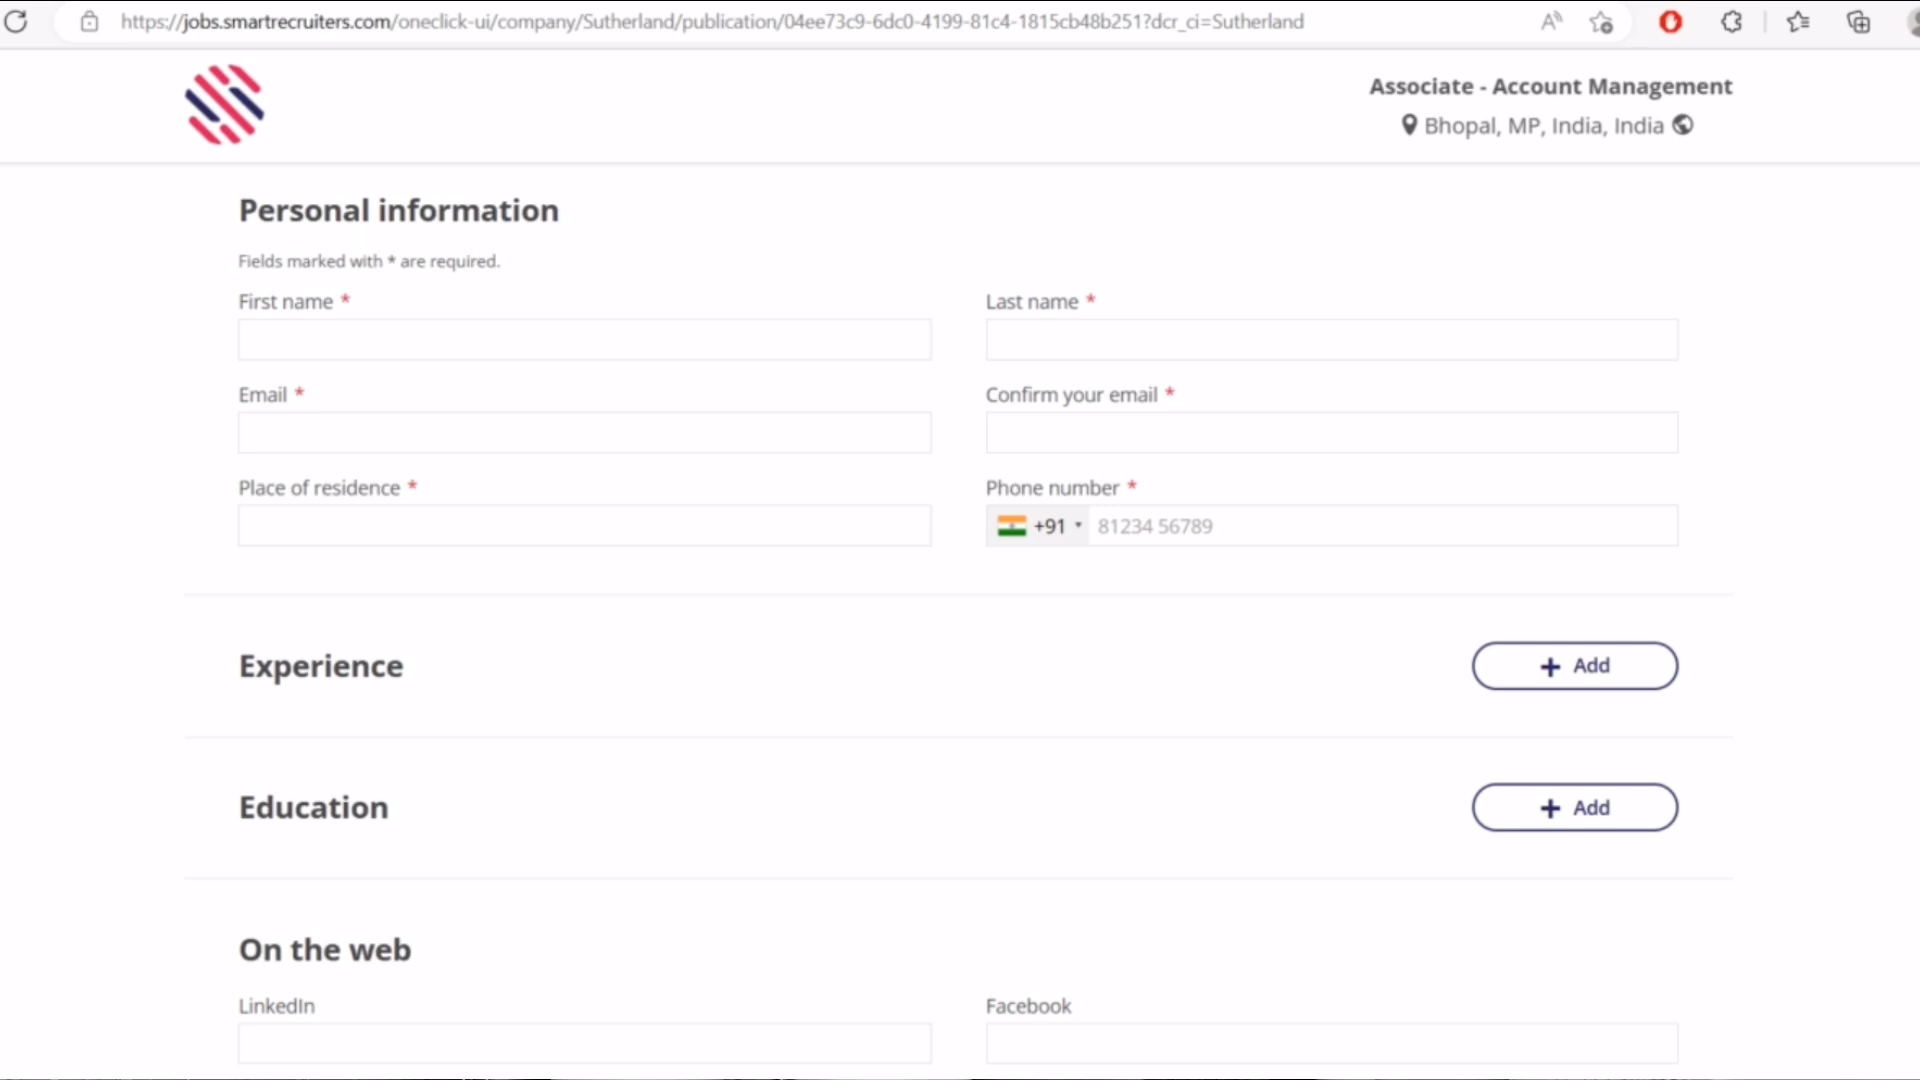 https://jobs.smartrecruiters.com/oneclick-ui/company/Sutherland/publication/04ee73c9-6dc0-4199-81c4-1815cb48b251?dcr_ci=Sutherland
Associate - Account Management
Bhopal, MP, India, India
Personal information
Fields marked with * are required.
First name *
Last name *
Email *
Confirm your email *
Place of residence *
Phone number *
+91
81234 56789
Experience
+ Add
Education
+ Add
On the web
LinkedIn
Facebook